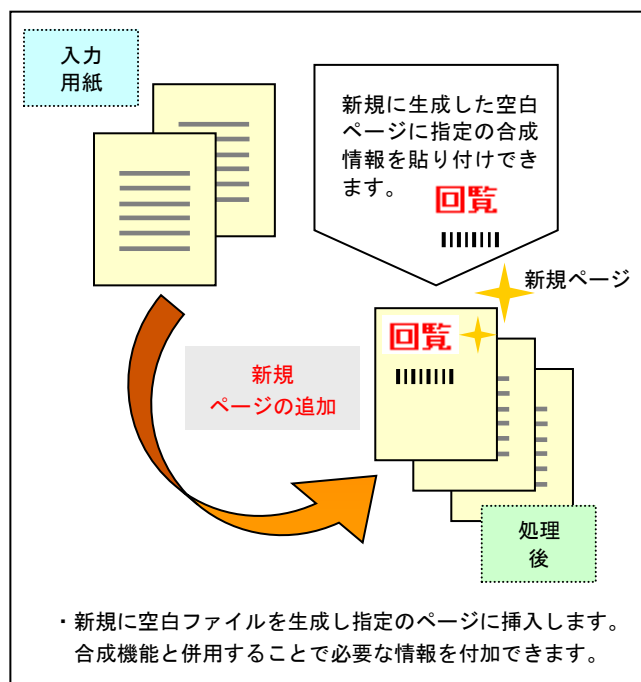 入力
用紙
新規に生成した空白
ページに指定の合成
情報を貼り付けでき
ます。
回覧
新規ページ
回覧
新規
ページの追加
処理
後
・新規に空白ファイルを生成し指定のページに挿入します。
合成機能と併用することで必要な情報を付加できます。